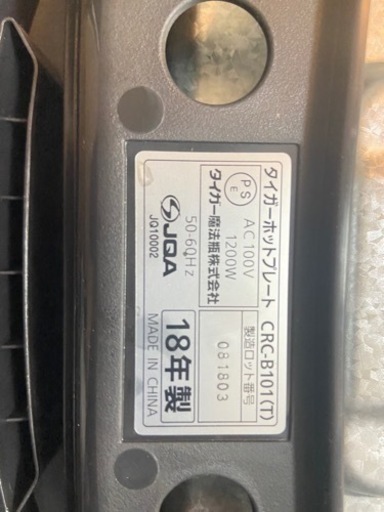 タイガーホットプレート CRC-B101(T)
PSE
AC100V 50-60Hz
1200W
タイガー魔法瓶株式会社
製造ロット番号
081803
JQA
JQ10002
18年製
MADE IN CHINA